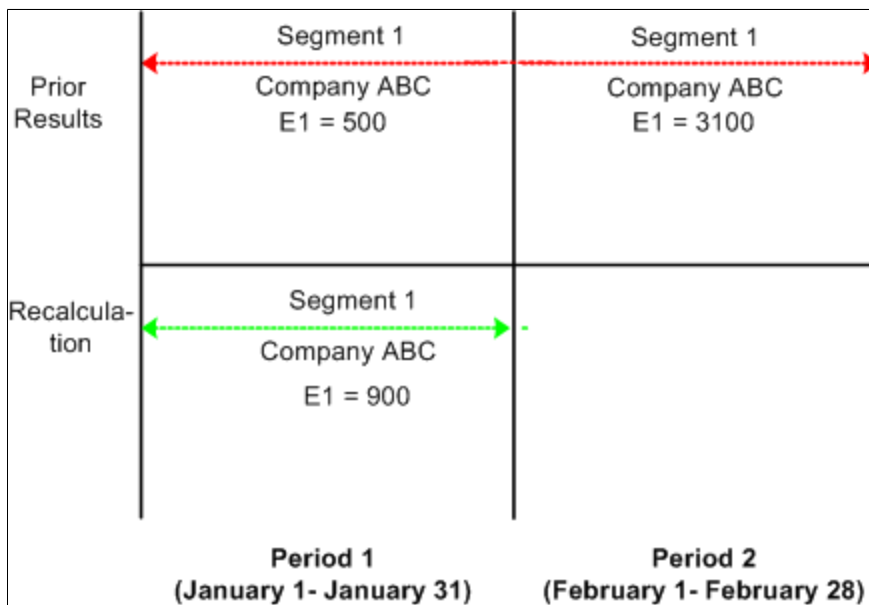 Segment 1
Segment 1
Prior
Results
Company ABC
E1 = 500
Company ABC
E1 = 3100
Recalcula-
tion
Segment 1
Company ABC
E1 = 900
Period 1
(January 1- January 31)
Period 2
(February 1- February 28)